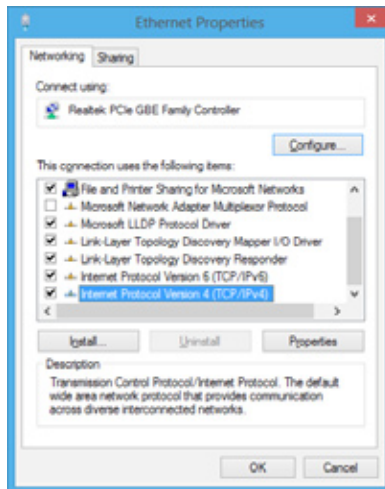 Ethernet Properties
Networking Sharing
Connect using:
Realtek PCIe GBE Family Controller
Configure...
This connection uses the following items:
File and Printer Sharing for Microsoft Networks
Microsoft Network Adapter Multiplexor Protocol
Microsoft LLDP Protocol Driver
Link-Layer Topology Discovery Mapper I/O Driver
Link-Layer Topology Discovery Responder
Internet Protocol Version 6 (TCP/IPv6)
Internet Protocol Version 4 (TCP/IPv4)
Install... Uninstall Properties
Description
Transmission Control Protocol/Internet Protocol. The default
wide area network protocol that provides communication
across diverse interconnected networks.
OK Cancel